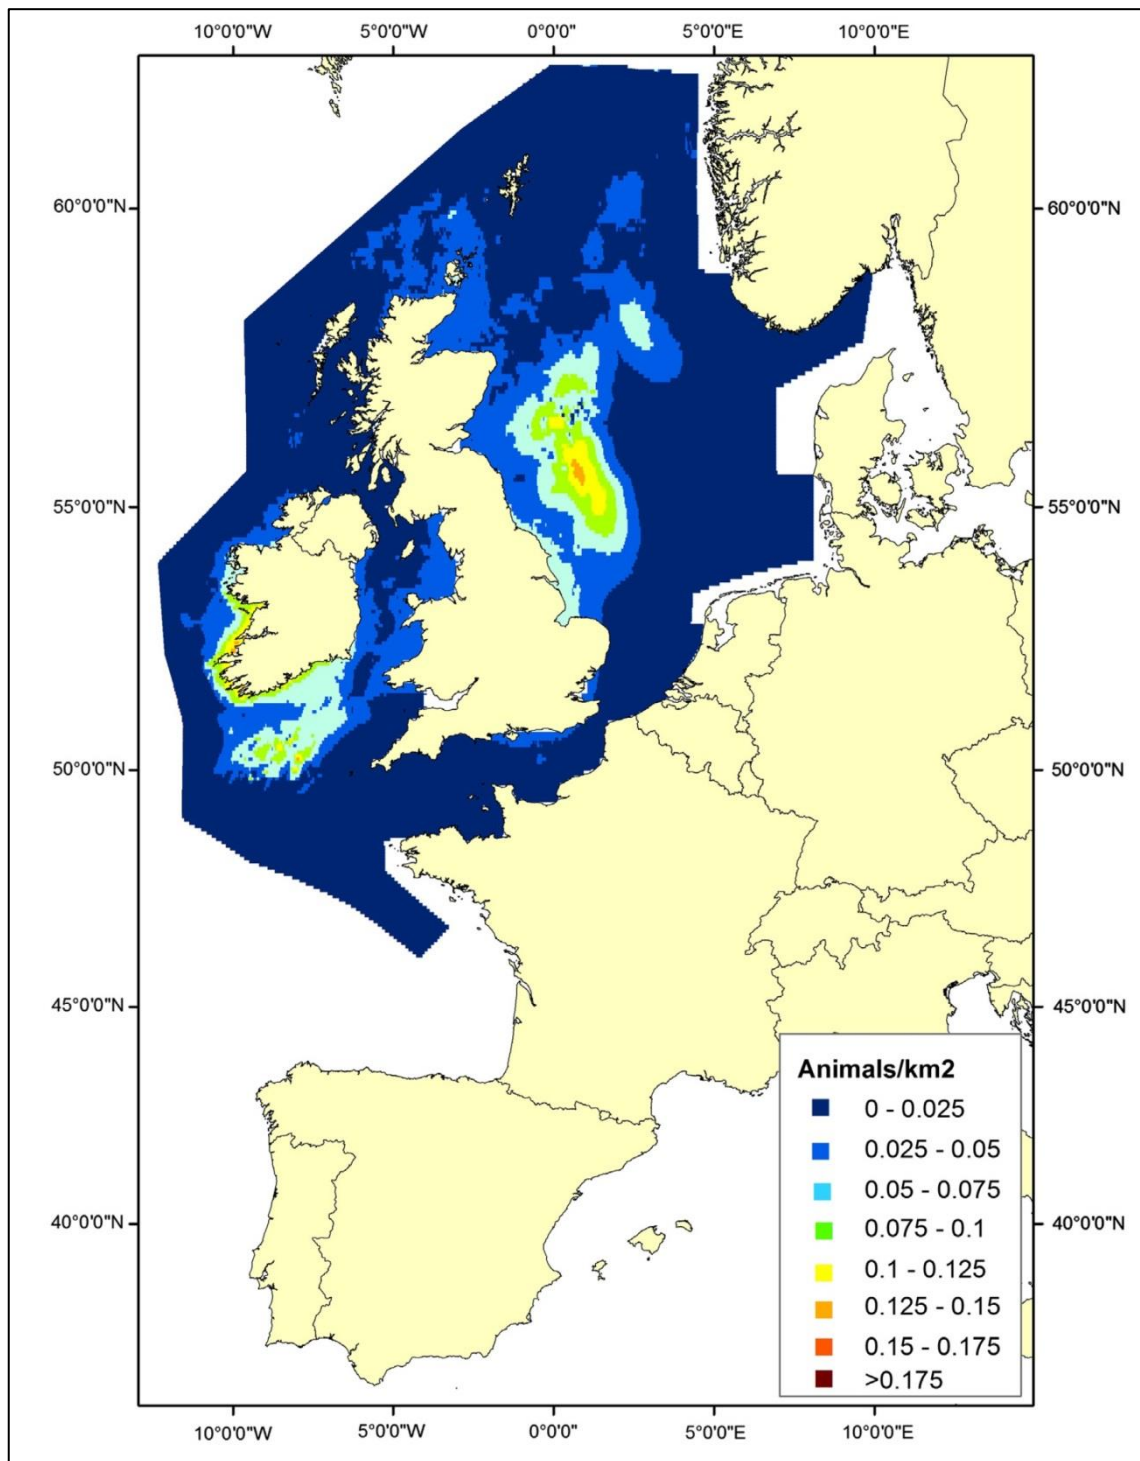 10°0'0"W 5°0'0"W 0°0'0" 5°0'0"E 10°0'0"E
60°0'0"N 60°0'0"N
55°0'0"N 55°0'0"N
50°0'0"N 50°0'0"N
45°0'0"N 45°0'0"N
Animals/km2
0 - 0.025
0.025 - 0.05
0.05 - 0.075
40°0'0"N 40°0'0"N
0.075 - 0.1
0.1 - 0.125
0.125 - 0.15
0.15 - 0.175
>0.175
10°0'0"W 5°0'0"W 0°0'0" 5°0'0"E 10°0'0"E